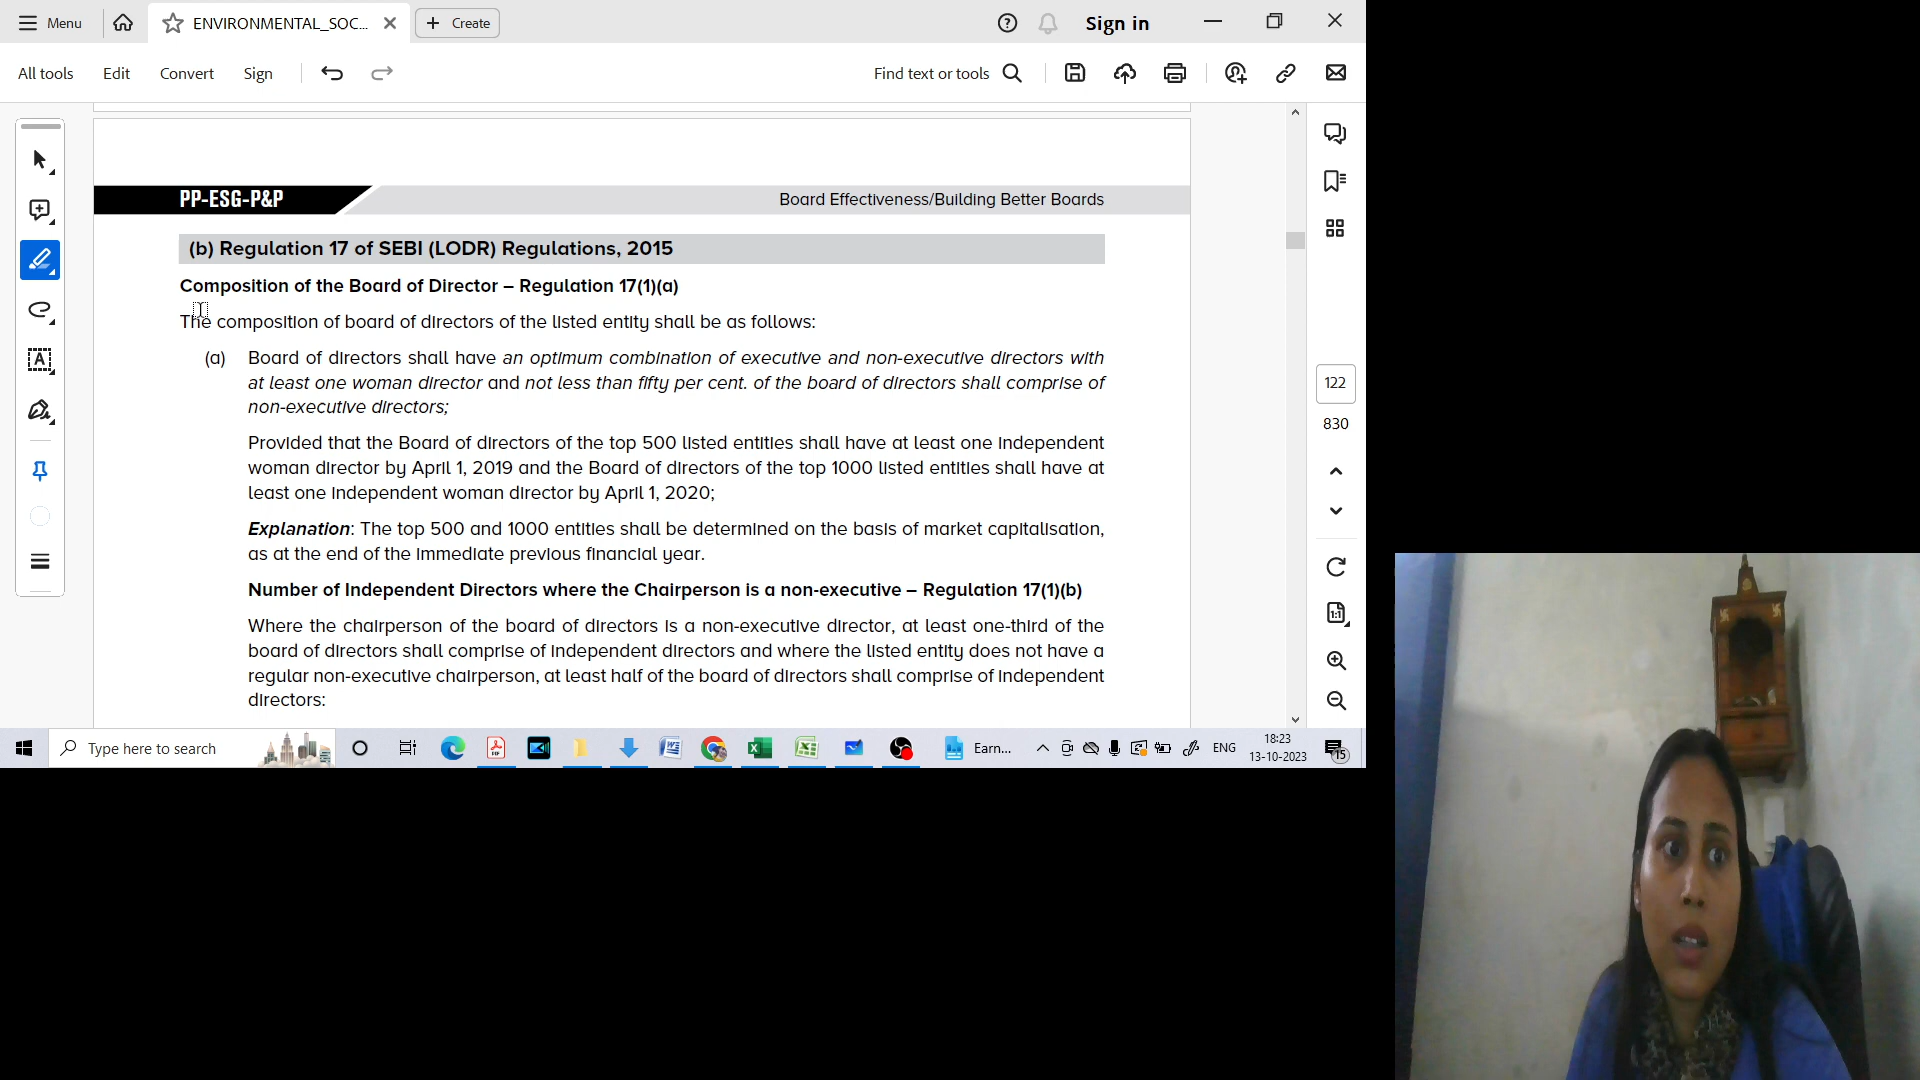 Menu
ENVIRONMENTAL_SOC...
Create
Sign in
All tools
Edit
Convert
Sign
Find text or tools
PP-ESG-P&P
Board Effectiveness/Building Better Boards
(b) Regulation 17 of SEBI (LODR) Regulations, 2015
Composition of the Board of Director – Regulation 17(1)(a)
The composition of board of directors of the listed entity shall be as follows:
(a) Board of directors shall have an optimum combination of executive and non-executive directors with
at least one woman director and not less than fifty per cent. of the board of directors shall comprise of
non-executive directors;
Provided that the Board of directors of the top 500 listed entities shall have at least one independent
woman director by April 1, 2019 and the Board of directors of the top 1000 listed entities shall have at
least one independent woman director by April 1, 2020;
Explanation: The top 500 and 1000 entities shall be determined on the basis of market capitalisation,
as at the end of the immediate previous financial year.
Number of Independent Directors where the Chairperson is a non-executive – Regulation 17(1)(b)
Where the chairperson of the board of directors is a non-executive director, at least one-third of the
board of directors shall comprise of independent directors and where the listed entity does not have a
regular non-executive chairperson, at least half of the board of directors shall comprise of independent
directors:
122
830
1:1
Type here to search
Earn...
ENG
18:23
13-10-2023
15